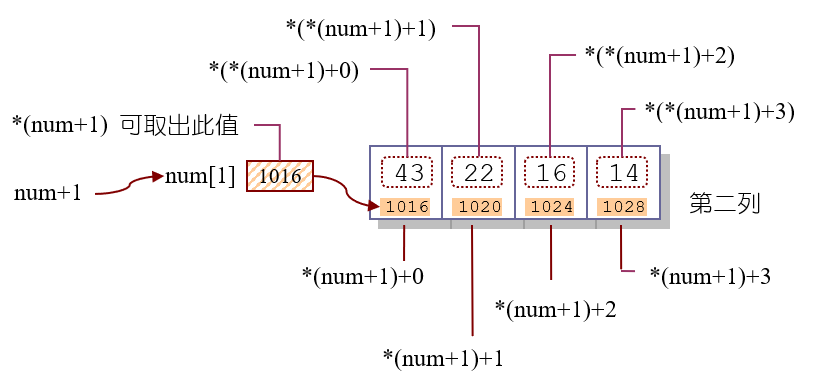 *(*(num+1)+1)
*(*(num+1)+0)
*(*(num+1)+2)
*(*(num+1)+3)
*(num+1) 可取出此值
num[1] 1016
num+1
43 22 16 14
1016 1020 1024 1028
第二列
*(num+1)+0
*(num+1)+3
*(num+1)+2
*(num+1)+1